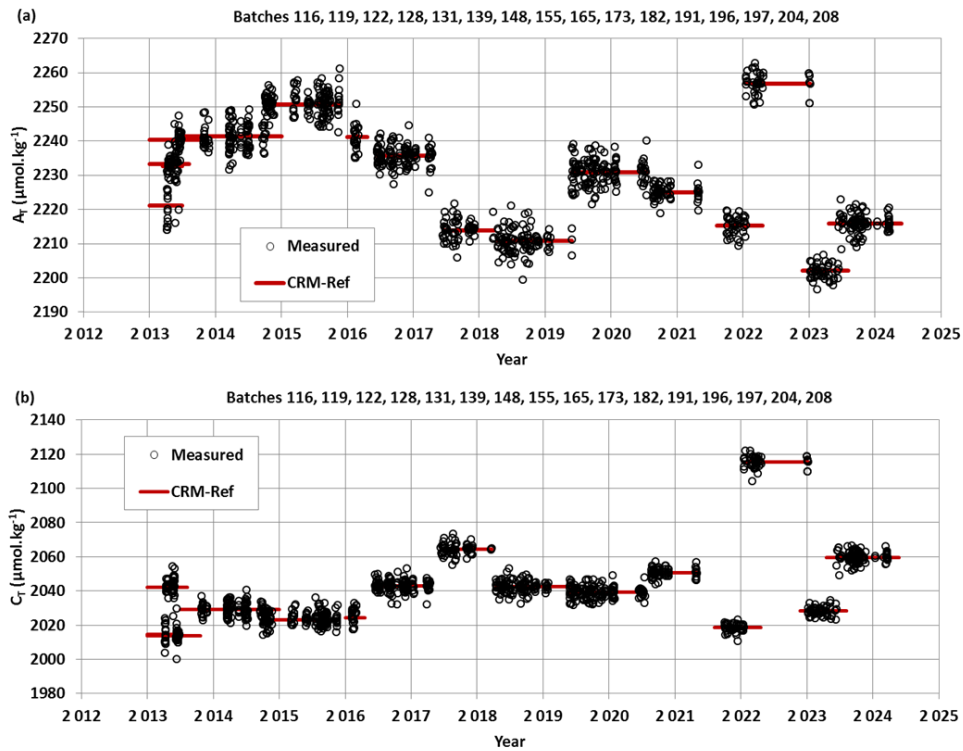 (a)
Batches 116, 119, 122, 128, 131, 139, 148, 155, 165, 173, 182, 191, 196, 197, 204, 208
2270
2260
2250
2240
2230
2220
2210
2200
2190
A_T (µmol.kg⁻¹)
Measured
CRM-Ref
2 012 2 013 2 014 2 015 2 016 2 017 2 018 2 019 2 020 2 021 2 022 2 023 2 024 2 025
Year
(b)
Batches 116, 119, 122, 128, 131, 139, 148, 155, 165, 173, 182, 191, 196, 197, 204, 208
2140
2120
2100
2080
2060
2040
2020
2000
1980
C_T (µmol.kg⁻¹)
Measured
CRM-Ref
2 012 2 013 2 014 2 015 2 016 2 017 2 018 2 019 2 020 2 021 2 022 2 023 2 024 2 025
Year